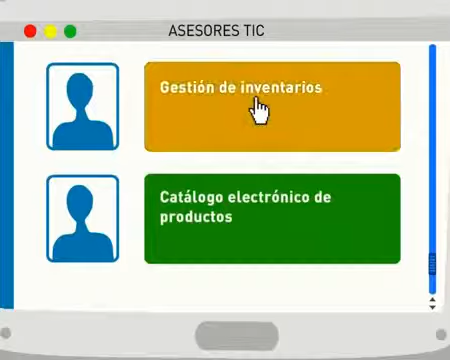 ASESORES TIC
Gestión de inventarios
Catálogo electrónico de
productos